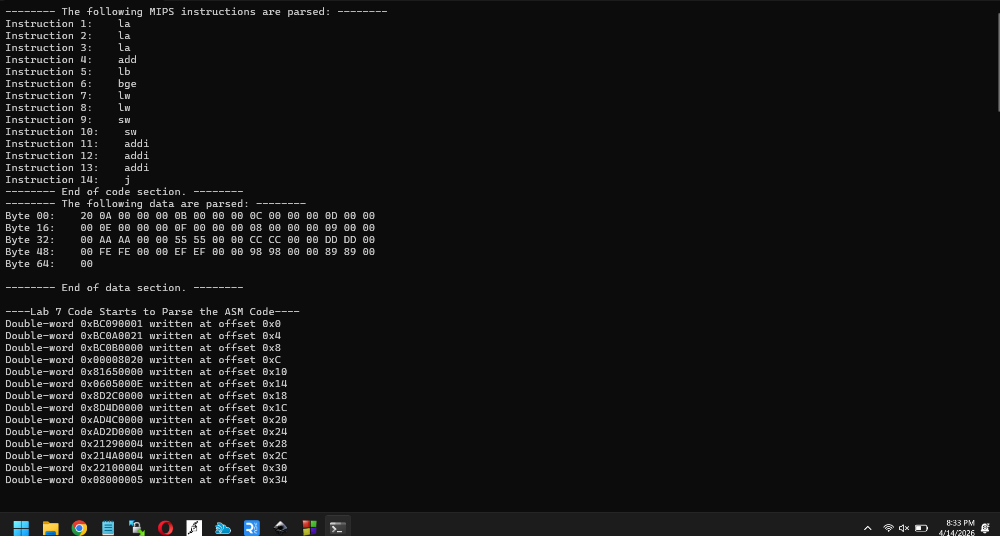 -------- The following MIPS instructions are parsed: --------
Instruction 1:    la
Instruction 2:    la
Instruction 3:    la
Instruction 4:    add
Instruction 5:    lb
Instruction 6:    bge
Instruction 7:    lw
Instruction 8:    lw
Instruction 9:    sw
Instruction 10:    sw
Instruction 11:    addi
Instruction 12:    addi
Instruction 13:    addi
Instruction 14:    j
-------- End of code section. --------
-------- The following data are parsed: --------
Byte 00:    20 0A 00 00 00 0B 00 00 00 0C 00 00 00 0D 00 00
Byte 16:    00 0E 00 00 00 0F 00 00 00 08 00 00 00 09 00 00
Byte 32:    00 AA AA 00 00 55 55 00 00 CC CC 00 00 DD DD 00
Byte 48:    00 FE FE 00 00 EF EF 00 00 98 98 00 00 89 89 00
Byte 64:    00
-------- End of data section. --------
----Lab 7 Code Starts to Parse the ASM Code----
Double-word 0xBC090001 written at offset 0x0
Double-word 0xBC0A0021 written at offset 0x4
Double-word 0xBC0B0000 written at offset 0x8
Double-word 0x00008020 written at offset 0xC
Double-word 0x81650000 written at offset 0x10
Double-word 0x0605000E written at offset 0x14
Double-word 0x8D2C0000 written at offset 0x18
Double-word 0x8D4D0000 written at offset 0x1C
Double-word 0xAD4C0000 written at offset 0x20
Double-word 0xAD2D0000 written at offset 0x24
Double-word 0x21290004 written at offset 0x28
Double-word 0x214A0004 written at offset 0x2C
Double-word 0x22100004 written at offset 0x30
Double-word 0x08000005 written at offset 0x34
8:33 PM
4/14/2026